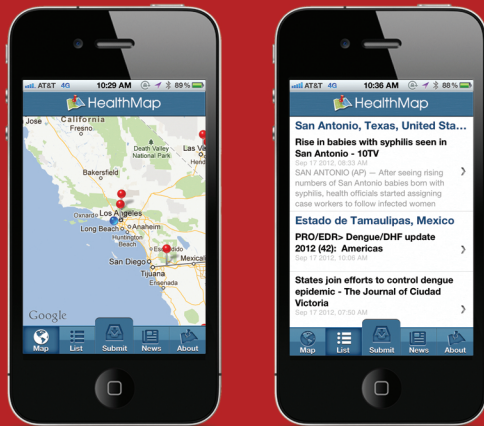 AT&T 4G 10:29 AM 89%
HealthMap
Jose
California
Fresno
Death Valley
National Park
Las Ve
Hend
Bakersfield
Oxnard
Los Angeles
Long Beach
Anaheim
Huntington
Beach
Escondido
San Diego
Mexicali
Tijuana
Ensenada
Google
Map List Submit News About
AT&T 4G 10:36 AM 88%
HealthMap
San Antonio, Texas, United Sta...
Rise in babies with syphilis seen in
San Antonio - 10TV
Sep 17 2012, 08:33 AM
SAN ANTONIO (AP) — After seeing rising
numbers of San Antonio babies born with
syphilis, health officials started assigning
case workers to follow infected women
Estado de Tamaulipas, Mexico
PRO/EDR> Dengue/DHF update
2012 (42): Americas
Sep 17 2012, 10:06 AM
States join efforts to control dengue
epidemic - The Journal of Ciudad
Victoria
Sep 17 2012, 07:50 AM
Map List Submit News About